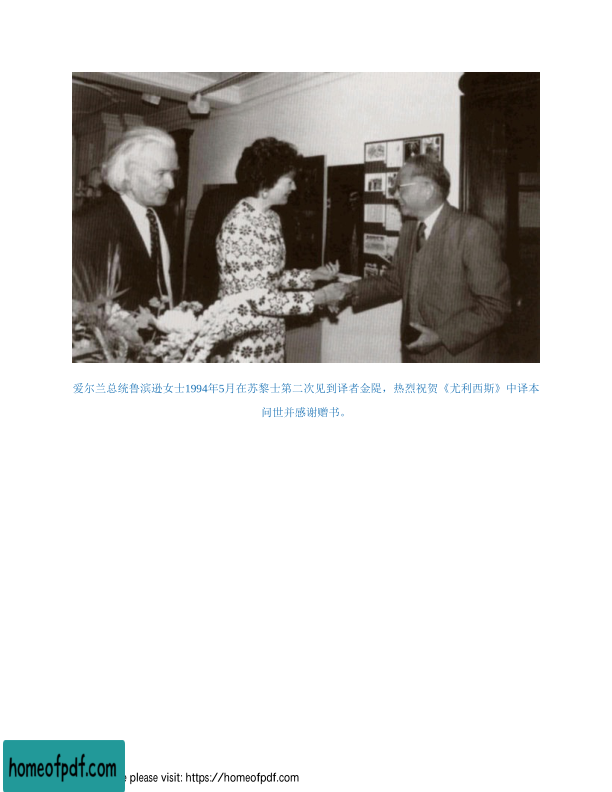 爱尔兰总统鲁滨逊女士1994年5月在苏黎士第二次见到译者金隄，热烈祝贺《尤利西斯》中译本
问世并感谢赠书。
homeofpdf.com
e please visit: https://homeofpdf.com